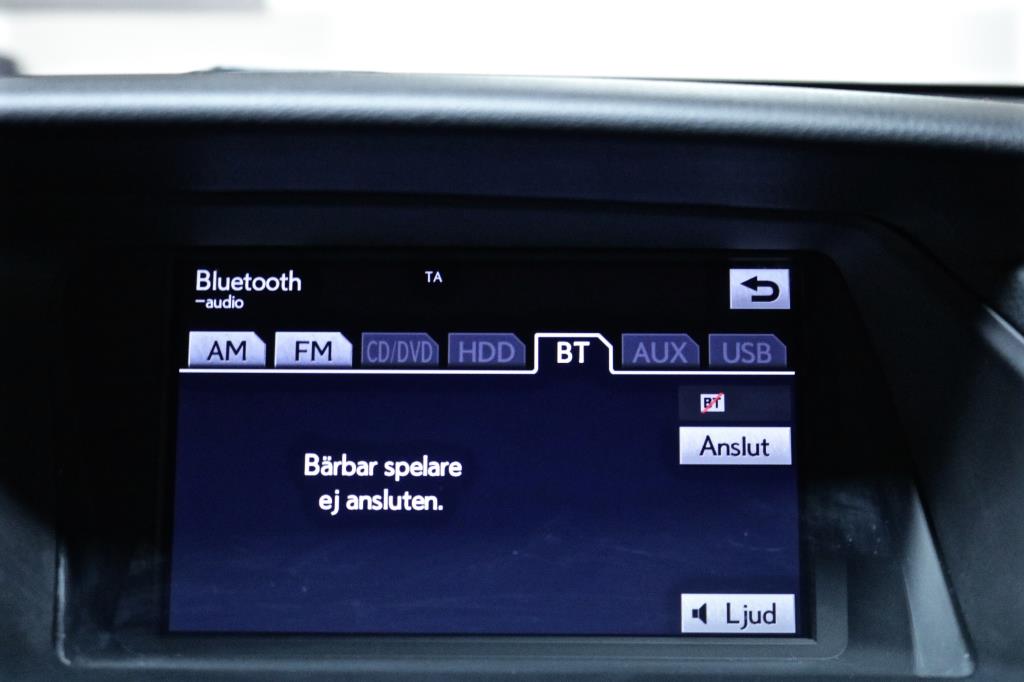 Bluetooth
–audio
TA
AM FM CD/DVD HDD BT AUX USB
BT
Anslut
Bärbar spelare
ej ansluten.
Ljud